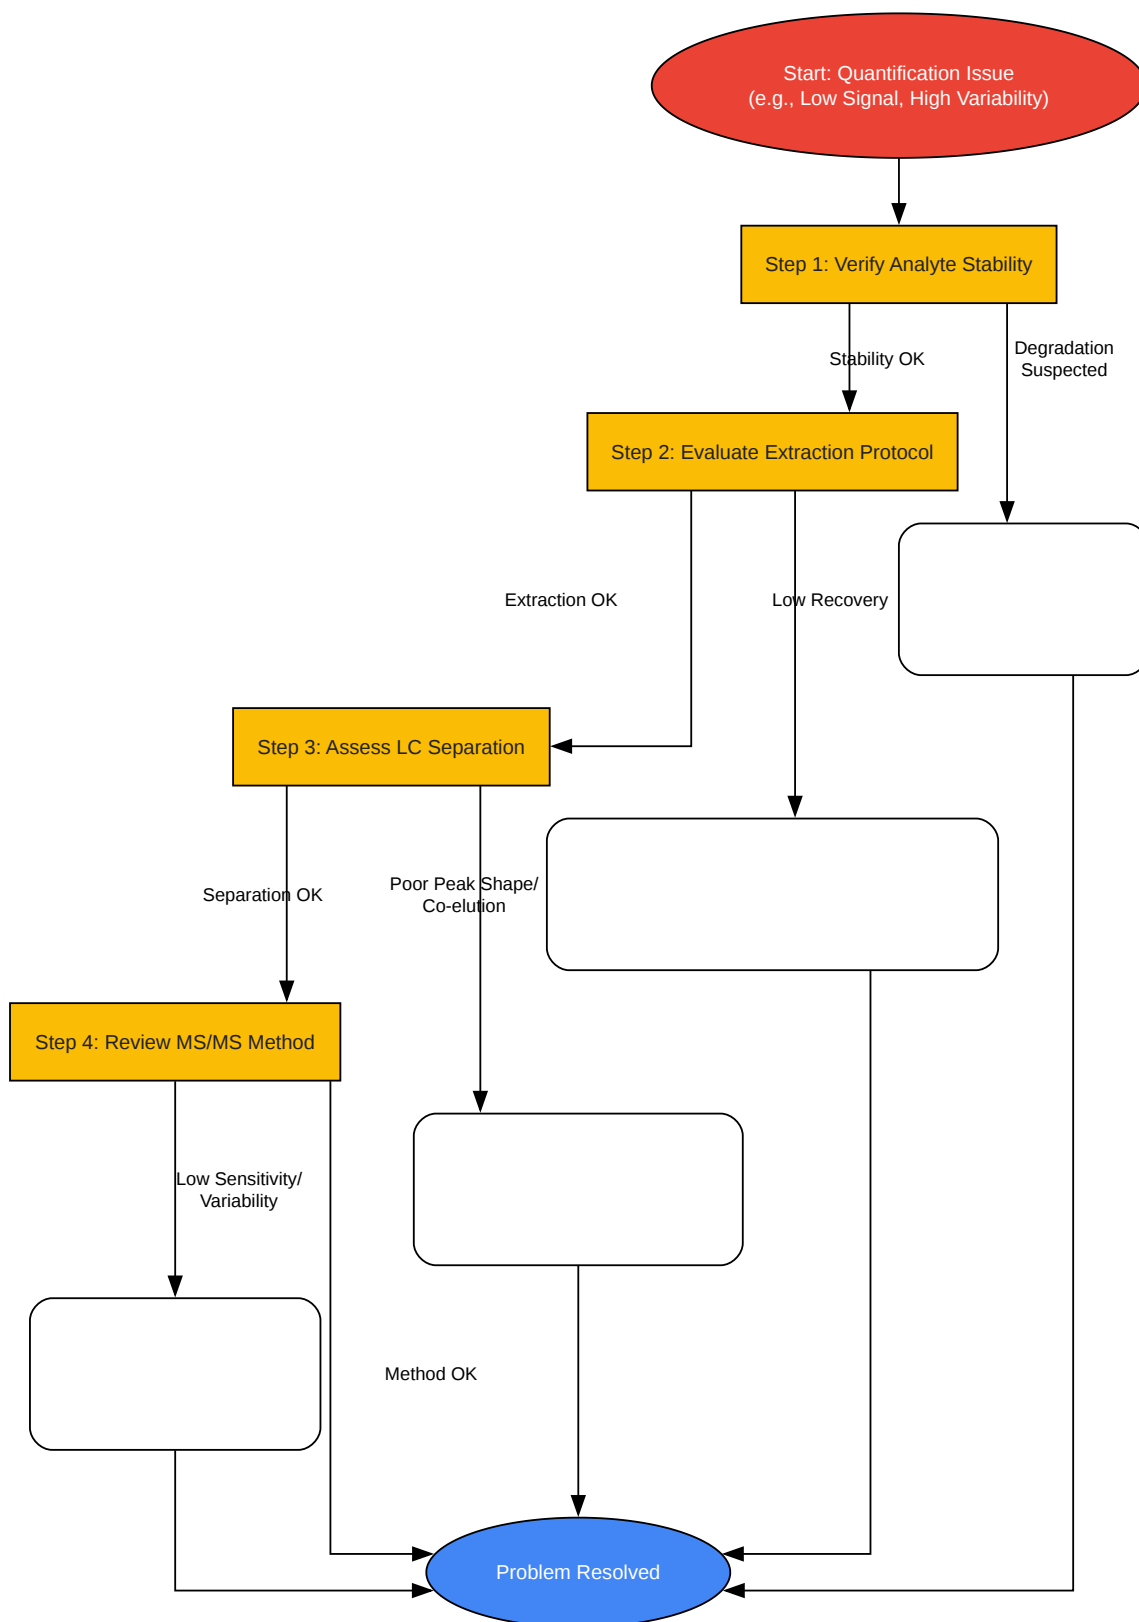 Start: Quantification Issue
(e.g., Low Signal, High Variability)
Step 1: Verify Analyte Stability
Stability OK
Degradation
Suspected
Step 2: Evaluate Extraction Protocol
Extraction OK
Low Recovery
Step 3: Assess LC Separation
Separation OK
Poor Peak Shape/
Co-elution
Step 4: Review MS/MS Method
Low Sensitivity/
Variability
Method OK
Problem Resolved